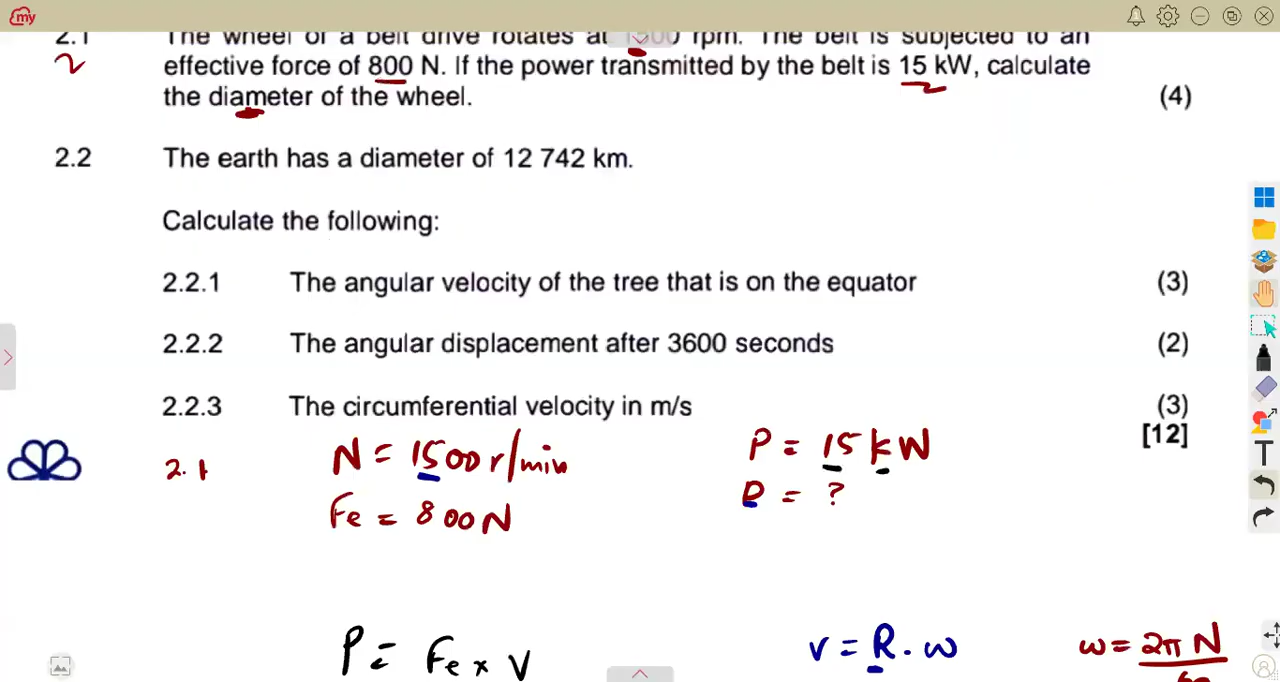 my
2.1 The wheel of a belt drive rotates at 1500 rpm. The belt is subjected to an
2 effective force of 800 N. If the power transmitted by the belt is 15 kW, calculate
the diameter of the wheel. (4)
2.2 The earth has a diameter of 12 742 km.
Calculate the following:
2.2.1 The angular velocity of the tree that is on the equator (3)
2.2.2 The angular displacement after 3600 seconds (2)
2.2.3 The circumferential velocity in m/s (3)
[12]
2.1 N = 1500 r/min P = 15 kW
Fe = 800 N D = ?
P = Fe × V v = R . ω ω = 2π N
60